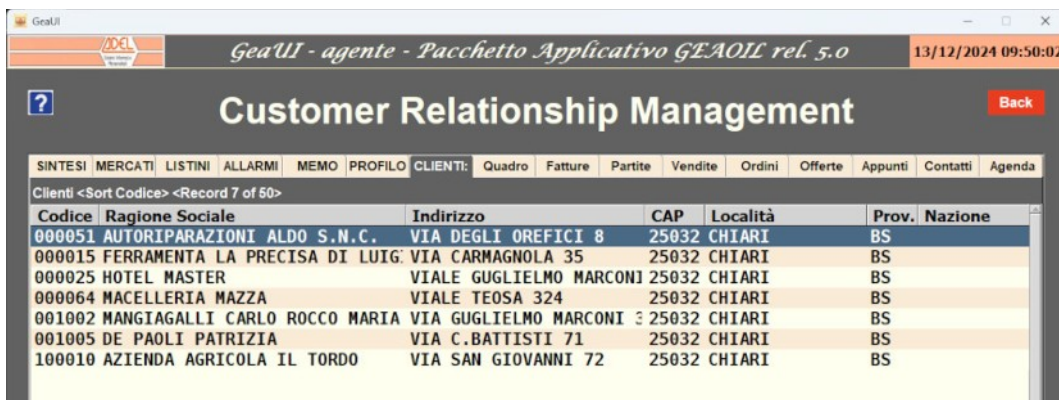 GeaUI
ADEL
GeaUI - agente - Pacchetto Applicativo GEAOIL rel. 5.0
13/12/2024 09:50:02
?
Customer Relationship Management
Back
SINTESI MERCATI LISTINI ALLARMI MEMO PROFILO CLIENTI: Quadro Fatture Partite Vendite Ordini Offerte Appunti Contatti Agenda
Clienti <Sort Codice> <Record 7 of 50>
Codice Ragione Sociale Indirizzo CAP Località Prov. Nazione
000051 AUTORIPARAZIONI ALDO S.N.C. VIA DEGLI OREFICI 8 25032 CHIARI BS
000015 FERRAMENTA LA PRECISA DI LUIG VIA CARMAGNOLA 35 25032 CHIARI BS
000025 HOTEL MASTER VIALE GUGLIELMO MARCONI 25032 CHIARI BS
000064 MACELLERIA MAZZA VIALE TEOSA 324 25032 CHIARI BS
001002 MANGIAGALLI CARLO ROCCO MARIA VIA GUGLIELMO MARCONI 3 25032 CHIARI BS
001005 DE PAOLI PATRIZIA VIA C.BATTISTI 71 25032 CHIARI BS
100010 AZIENDA AGRICOLA IL TORDO VIA SAN GIOVANNI 72 25032 CHIARI BS